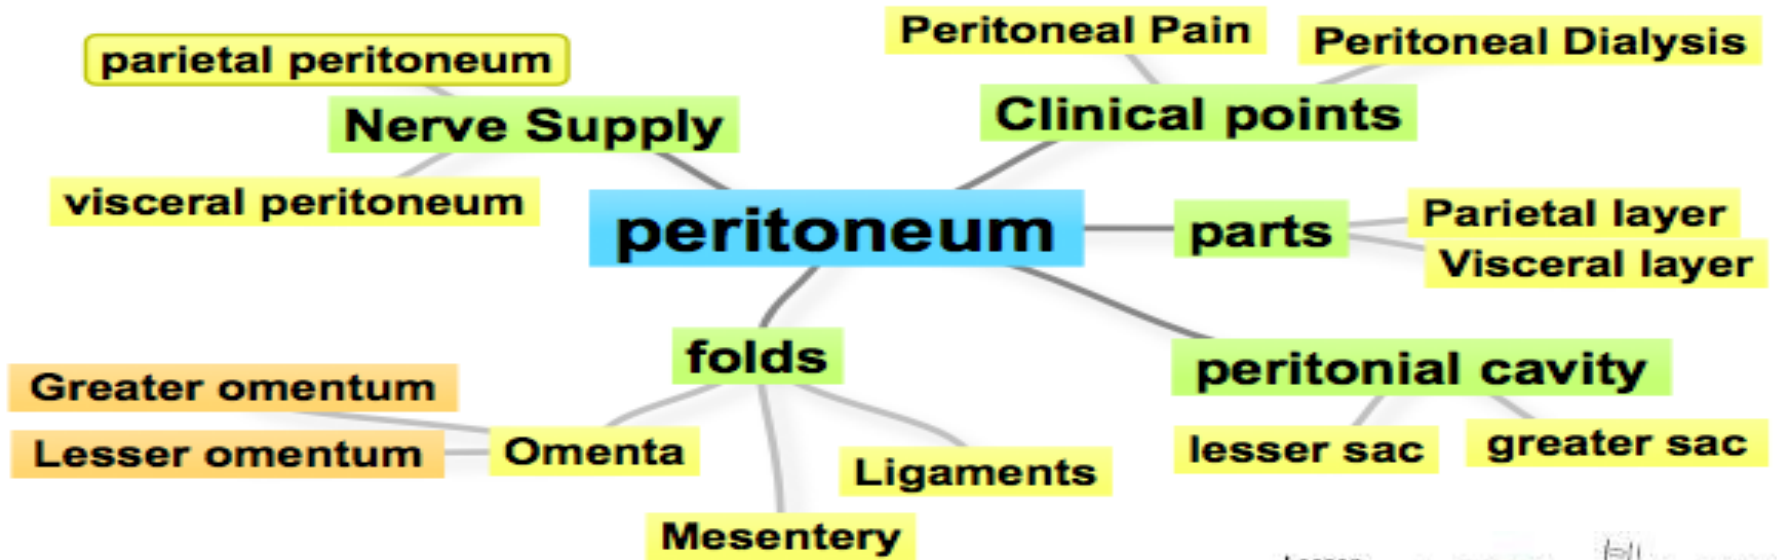 Peritoneal Pain
Peritoneal Dialysis
parietal peritoneum
Nerve Supply
Clinical points
visceral peritoneum
peritoneum
parts
Parietal layer
Visceral layer
folds
peritonial cavity
Greater omentum
Lesser omentum
Omenta
Ligaments
Mesentery
lesser sac
greater sac